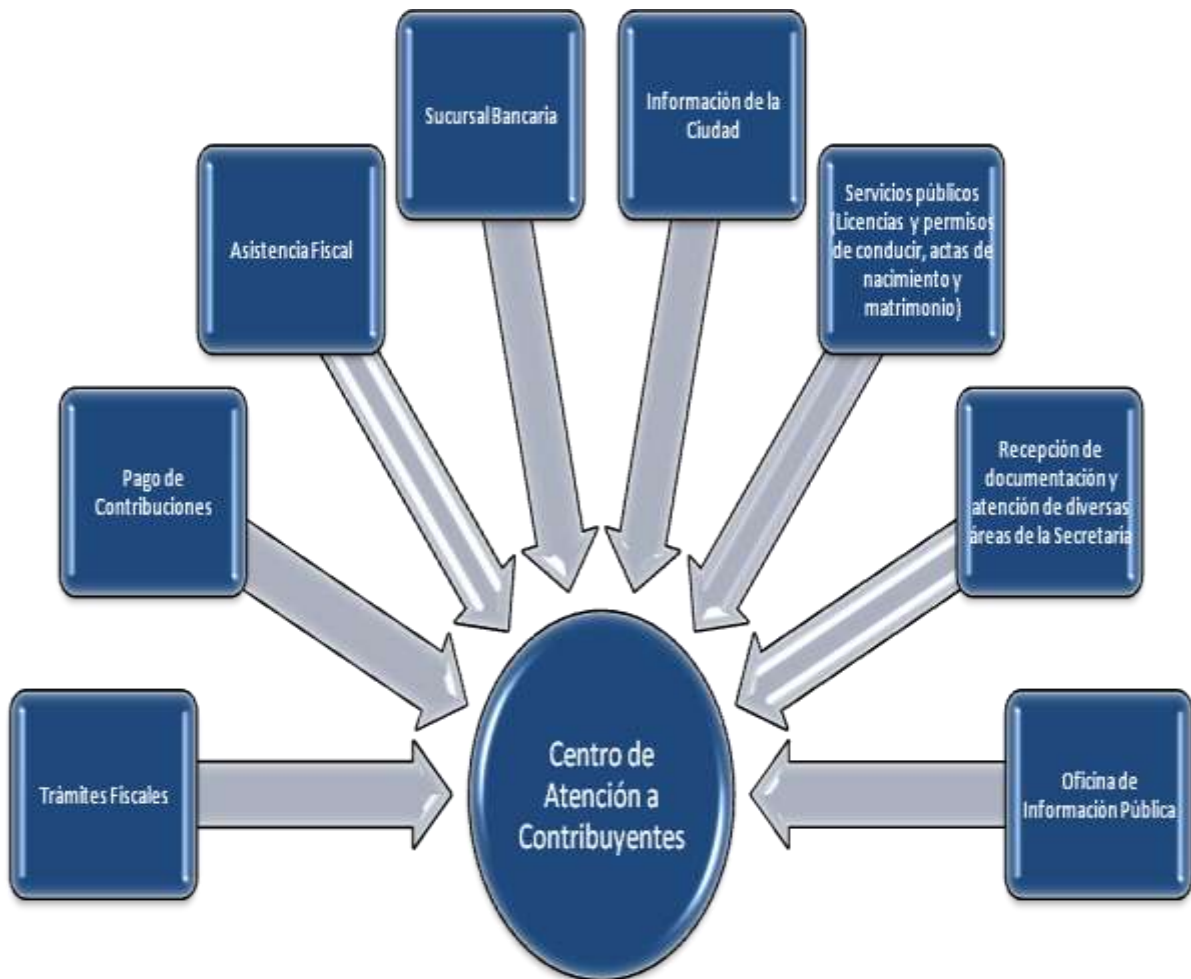 Sucursal Bancaria
Información de la
Ciudad
Asistencia Fiscal
Servicios públicos
(Licencias y permisos
de conducir, actas de
nacimiento y
matrimonio)
Pago de
Contribuciones
Recepción de
documentación y
atención de diversas
áreas de la Secretaría
Trámites Fiscales
Centro de
Atención a
Contribuyentes
Oficina de
Información Pública